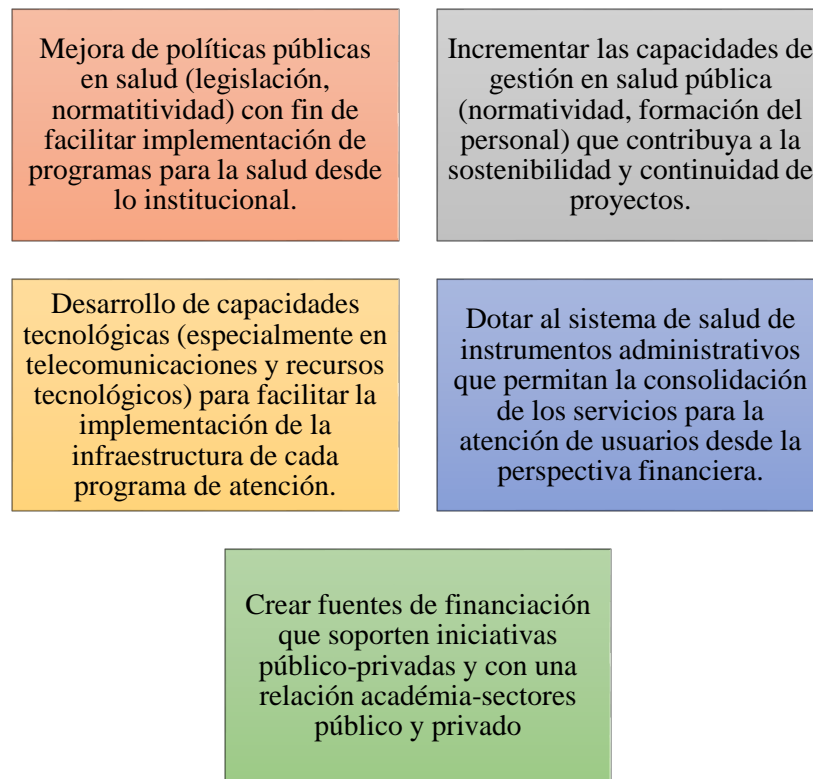 Mejora de políticas públicas
en salud (legislación,
normatitividad) con fin de
facilitar implementación de
programas para la salud desde
lo institucional.
Incrementar las capacidades de
gestión en salud pública
(normatividad, formación del
personal) que contribuya a la
sostenibilidad y continuidad de
proyectos.
Desarrollo de capacidades
tecnológicas (especialmente en
telecomunicaciones y recursos
tecnológicos) para facilitar la
implementación de la
infraestructura de cada
programa de atención.
Dotar al sistema de salud de
instrumentos administrativos
que permitan la consolidación
de los servicios para la
atención de usuarios desde la
perspectiva financiera.
Crear fuentes de financiación
que soporten iniciativas
público-privadas y con una
relación académia-sectores
público y privado